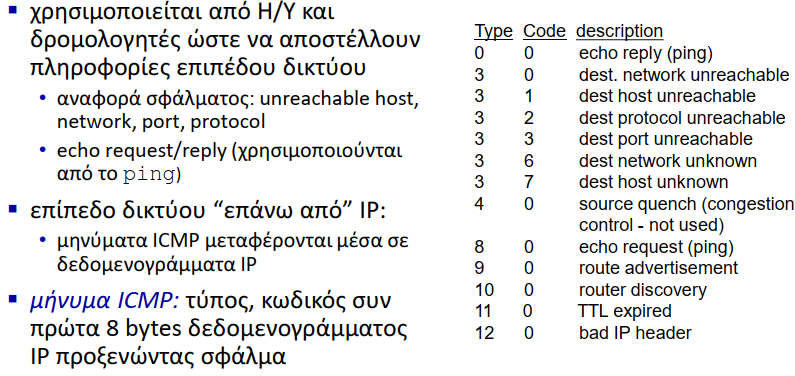 ▪ χρησιμοποιείται από Η/Υ και
δρομολογητές ώστε να αποστέλλουν
πληροφορίες επιπέδου δικτύου
• αναφορά σφάλματος: unreachable host,
network, port, protocol
• echo request/reply (χρησιμοποιούνται
από το ping)
▪ επίπεδο δικτύου “επάνω από” IP:
• μηνύματα ICMP μεταφέρονται μέσα σε
δεδομενογράμματα IP
▪ μήνυμα ICMP: τύπος, κωδικός συν
πρώτα 8 bytes δεδομενογράμματος
IP προξενώντας σφάλμα
Type Code description
0 0 echo reply (ping)
3 0 dest. network unreachable
3 1 dest host unreachable
3 2 dest protocol unreachable
3 3 dest port unreachable
3 6 dest network unknown
3 7 dest host unknown
4 0 source quench (congestion
control - not used)
8 0 echo request (ping)
9 0 route advertisement
10 0 router discovery
11 0 TTL expired
12 0 bad IP header